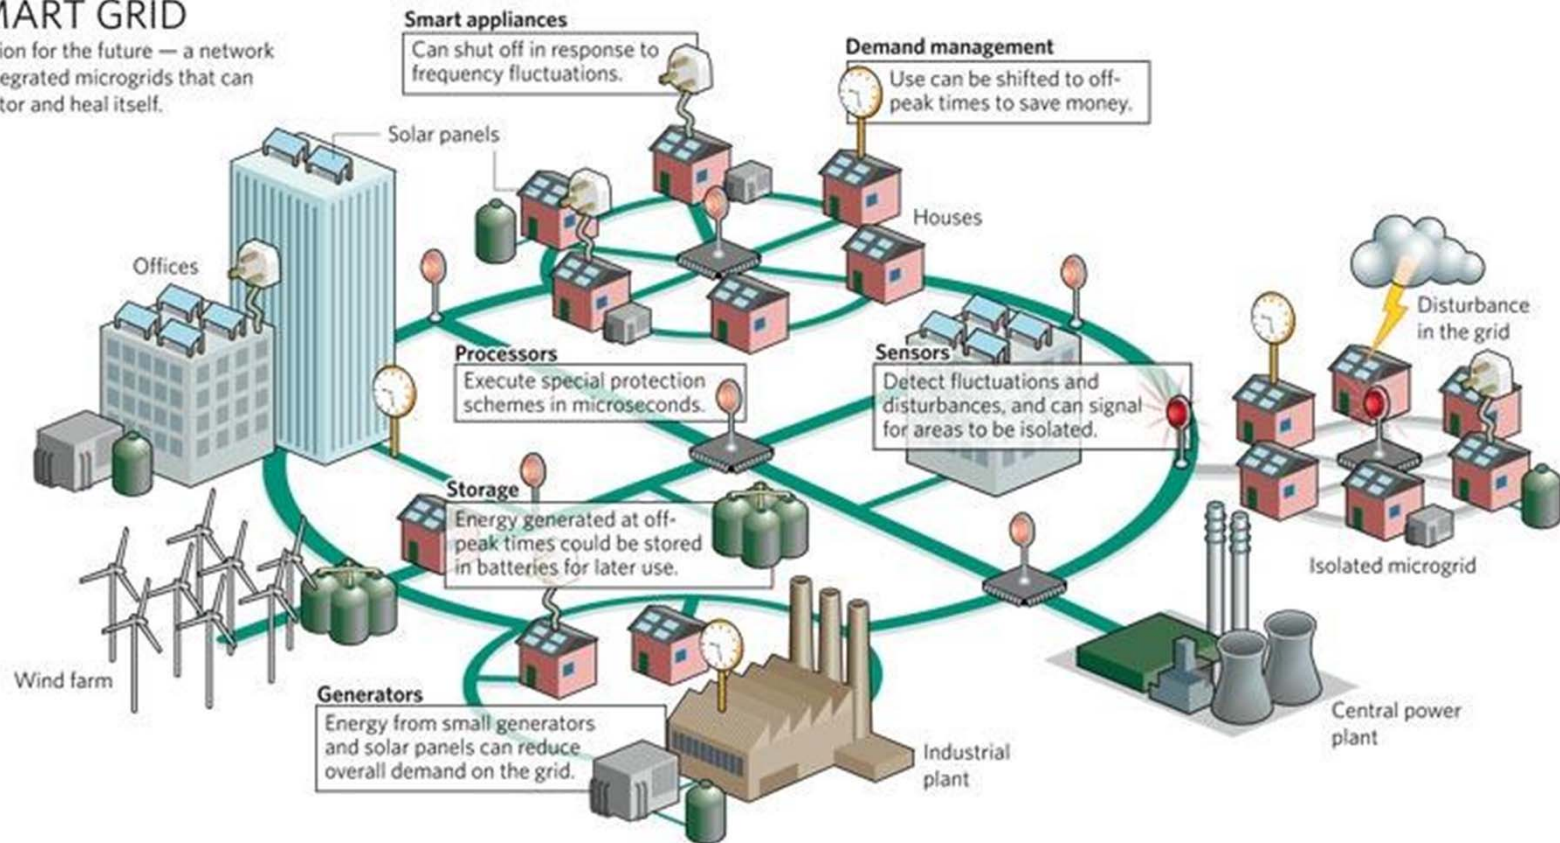 MART GRID
ion for the future — a network
egrated microgrids that can
tor and heal itself.
Smart appliances
Can shut off in response to
frequency fluctuations.
Demand management
Use can be shifted to off-
peak times to save money.
Solar panels
Houses
Offices
Disturbance
in the grid
Processors
Execute special protection
schemes in microseconds.
Sensors
Detect fluctuations and
disturbances, and can signal
for areas to be isolated.
Storage
Energy generated at off-
peak times could be stored
in batteries for later use.
Isolated microgrid
Wind farm
Generators
Energy from small generators
and solar panels can reduce
overall demand on the grid.
Industrial
plant
Central power
plant